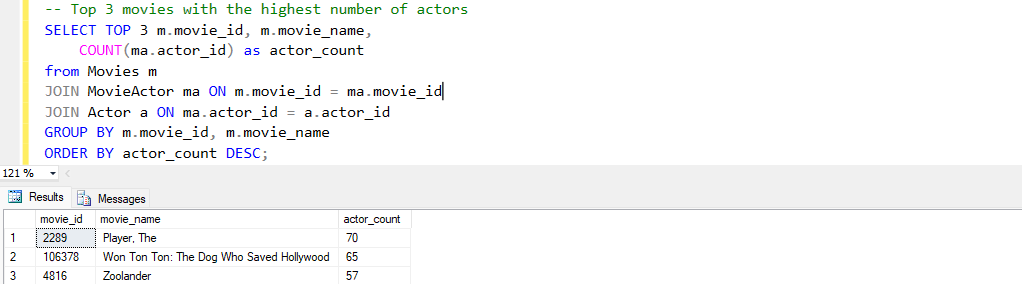 -- Top 3 movies with the highest number of actors
SELECT TOP 3 m.movie_id, m.movie_name,
    COUNT(ma.actor_id) as actor_count
from Movies m
JOIN MovieActor ma ON m.movie_id = ma.movie_id
JOIN Actor a ON ma.actor_id = a.actor_id
GROUP BY m.movie_id, m.movie_name
ORDER BY actor_count DESC;
121 %
Results Messages
movie_id movie_name actor_count
1 2289 Player, The 70
2 106378 Won Ton Ton: The Dog Who Saved Hollywood 65
3 4816 Zoolander 57